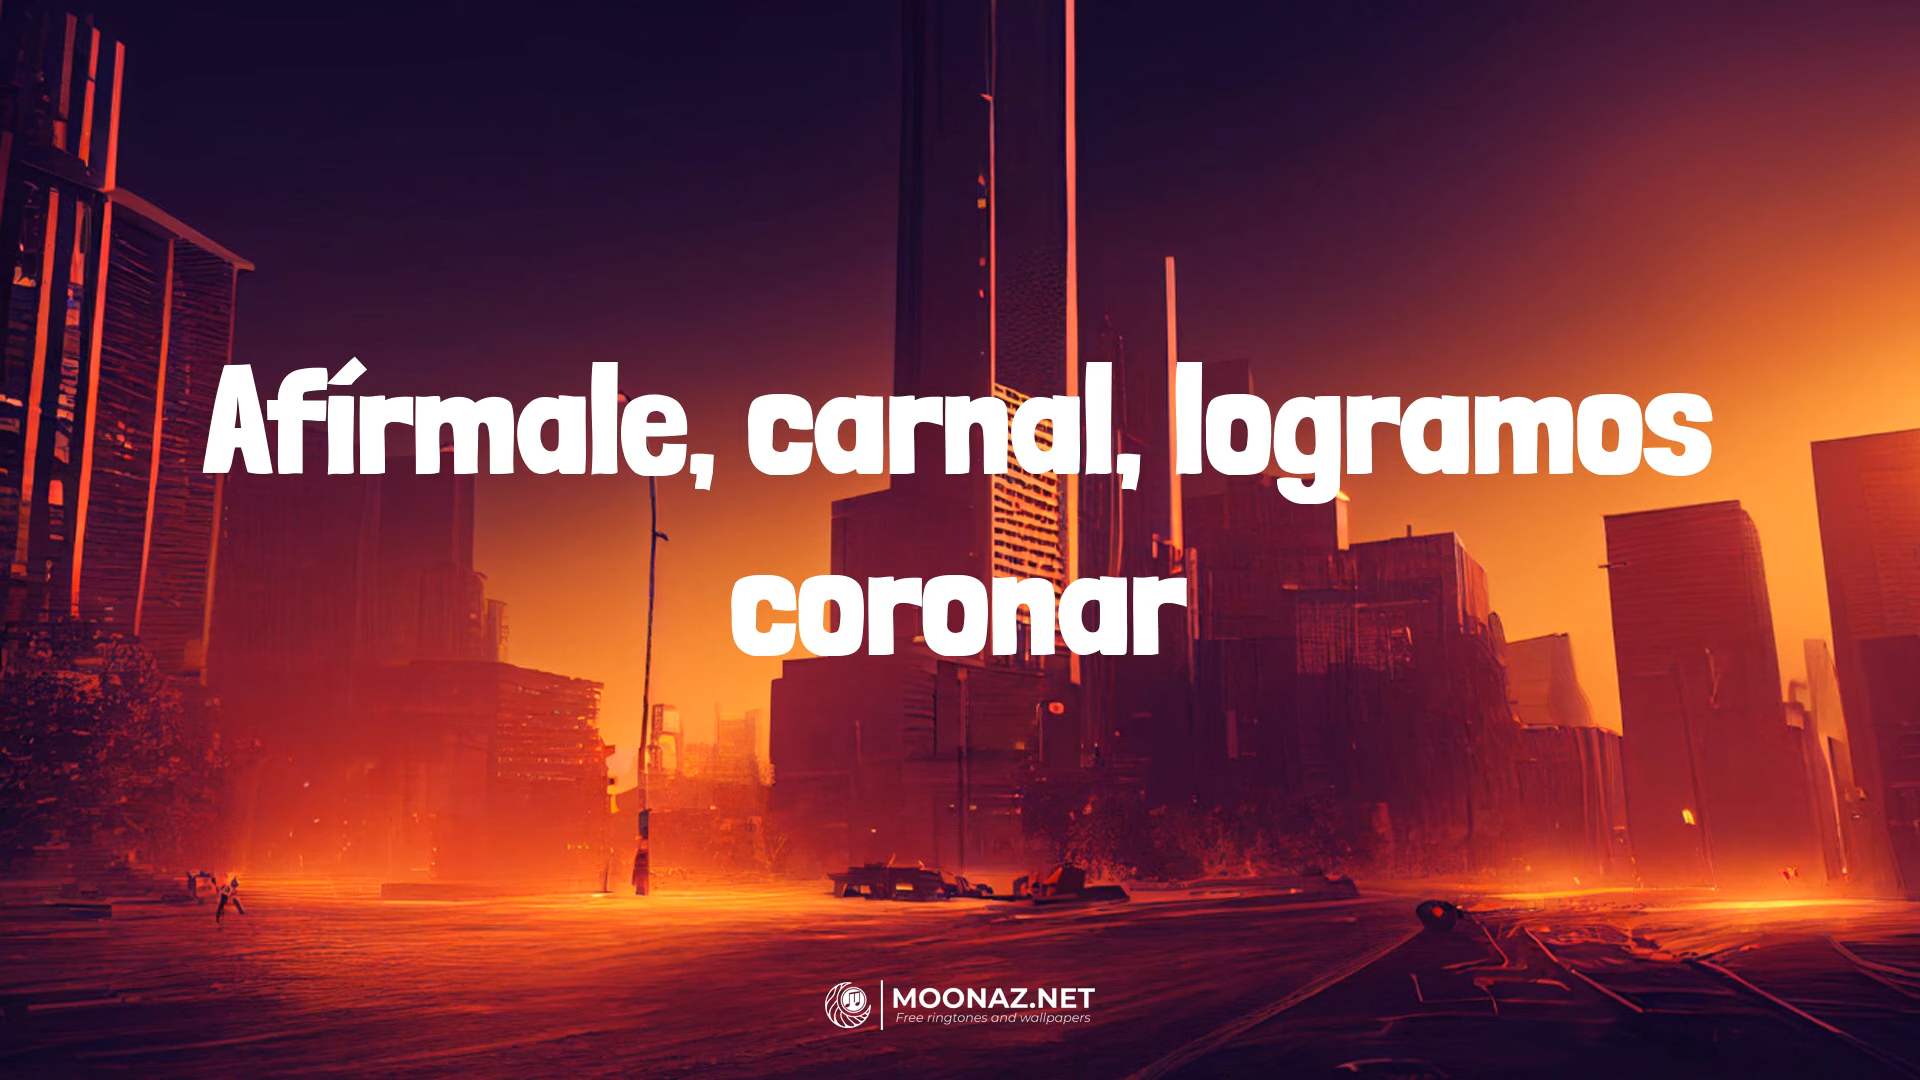 Afírmale, carnal, logramos
coronar
MOONAZ.NET
Free ringtones and wallpapers